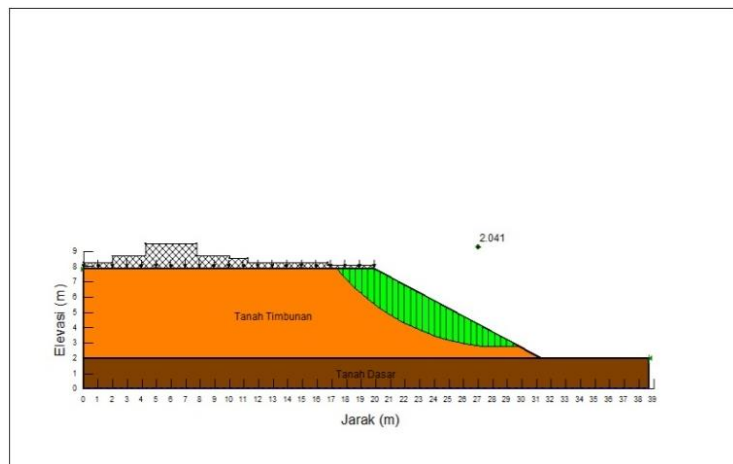 2.041
9
8
7
6
5
4
3
2
1
0
Elevasi (m)
Tanah Timbunan
Tanah Dasar
0 1 2 3 4 5 6 7 8 9 10 11 12 13 14 15 16 17 18 19 20 21 22 23 24 25 26 27 28 29 30 31 32 33 34 35 36 37 38 39
Jarak (m)